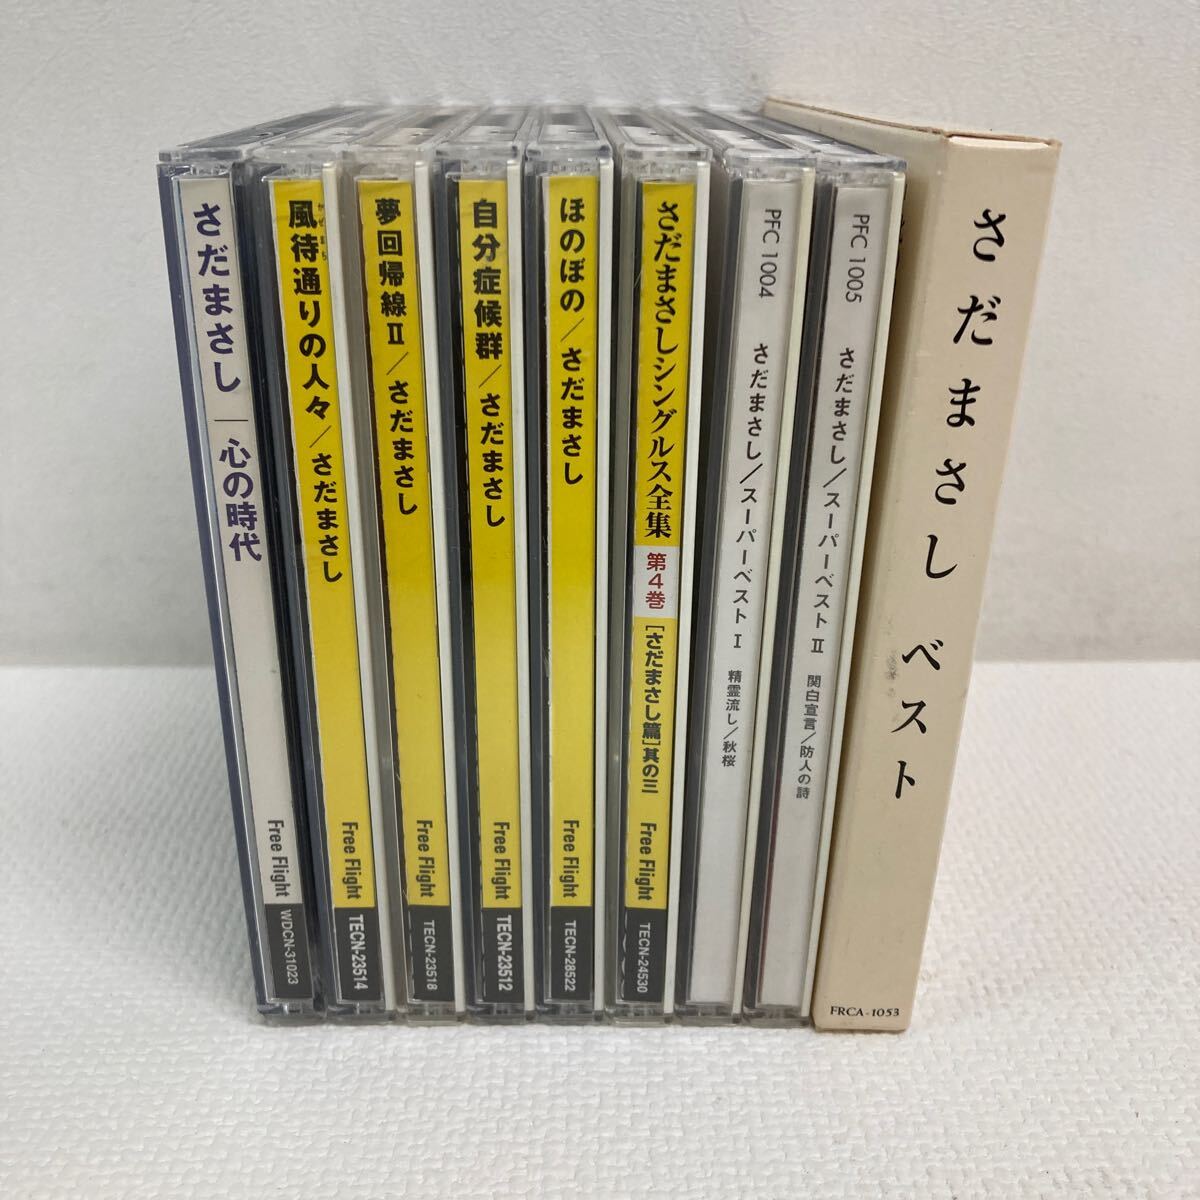 さだまさし｜心の時代
Free Flight
WDCN-31023
風待通りの人々／さだまさし
かぜまち
Free Flight
TECN-23514
夢回帰線Ⅱ／さだまさし
Free Flight
TECN-23518
自分症候群／さだまさし
Free Flight
TECN-23512
ほのぼの／さだまさし
Free Flight
TECN-28522
さだまさしシングルス全集 第4巻 [さだまさし篇]其の三
Free Flight
TECN-24530
PFC 1004 さだまさし／スーパーベスト Ⅰ 精霊流し／秋桜
PFC 1005 さだまさし／スーパーベスト Ⅱ 関白宣言／防人の詩
さだまさし ベスト
FRCA-1053